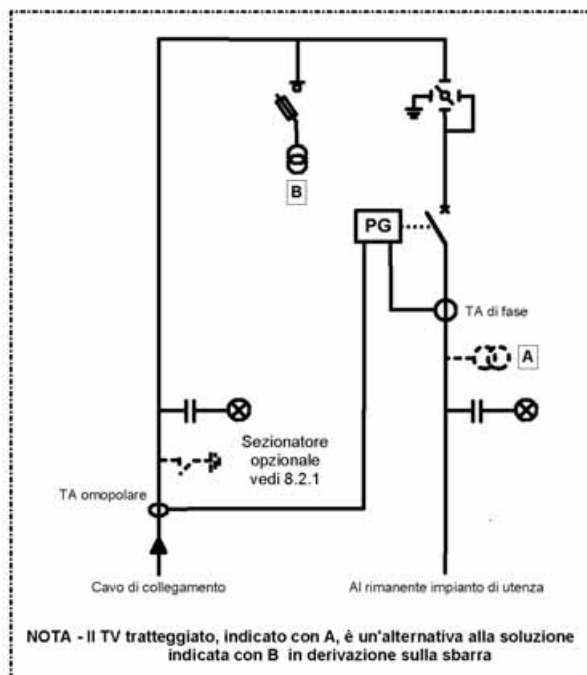 B
PG
TA di fase
A
Sezionatore
opzionale
vedi 8.2.1
TA omopolare
Cavo di collegamento
Al rimanente impianto di utenza
NOTA - Il TV tratteggiato, indicato con A, è un'alternativa alla soluzione
indicata con B in derivazione sulla sbarra